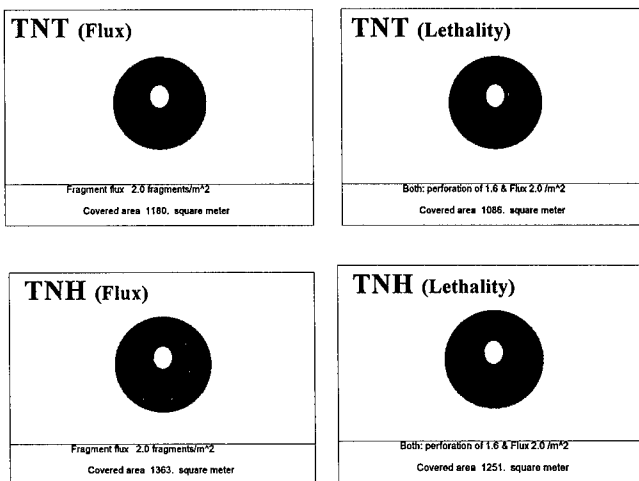 TNT (Flux)
Fragment flux 2.0 fragments/m^2
Covered area 1180. square meter
TNT (Lethality)
Both: perforation of 1.6 & Flux 2.0 /m^2
Covered area 1086. square meter
TNH (Flux)
Fragment flux 2.0 fragments/m^2
Covered area 1363. square meter
TNH (Lethality)
Both: perforation of 1.6 & Flux 2.0 /m^2
Covered area 1251. square meter